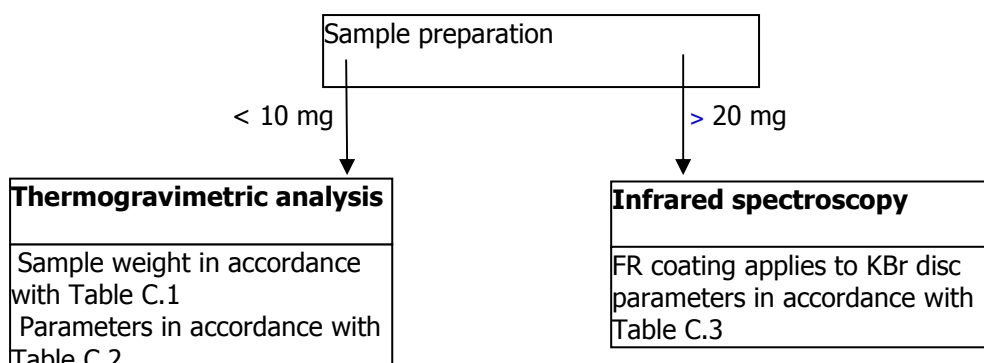 Sample preparation
< 10 mg
> 20 mg
Thermogravimetric analysis
Sample weight in accordance
with Table C.1
Parameters in accordance with
Table C.2
Infrared spectroscopy
FR coating applies to KBr disc
parameters in accordance with
Table C.3